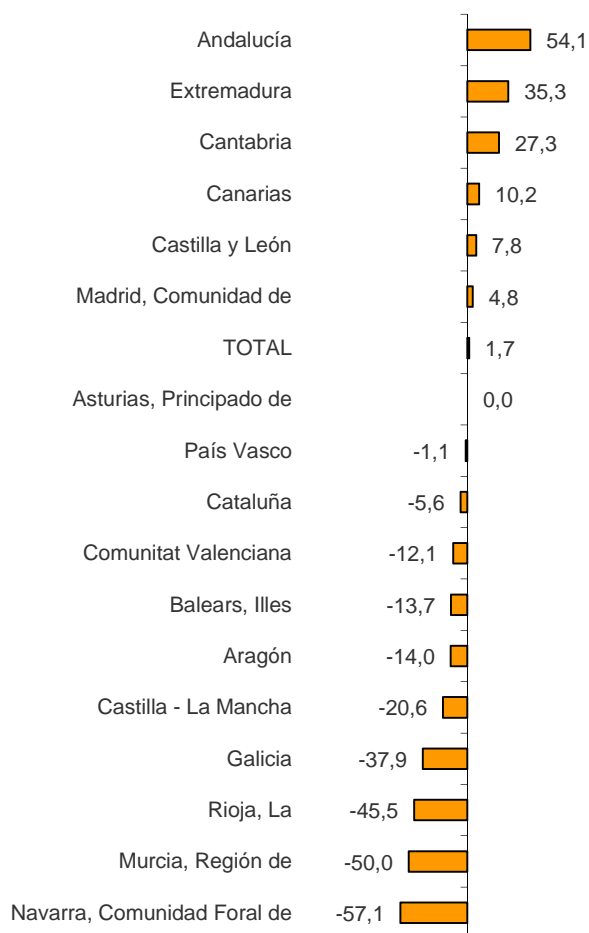 Andalucía 54,1
Extremadura 35,3
Cantabria 27,3
Canarias 10,2
Castilla y León 7,8
Madrid, Comunidad de 4,8
TOTAL 1,7
Asturias, Principado de 0,0
País Vasco -1,1
Cataluña -5,6
Comunitat Valenciana -12,1
Balears, Illes -13,7
Aragón -14,0
Castilla - La Mancha -20,6
Galicia -37,9
Rioja, La -45,5
Murcia, Región de -50,0
Navarra, Comunidad Foral de -57,1